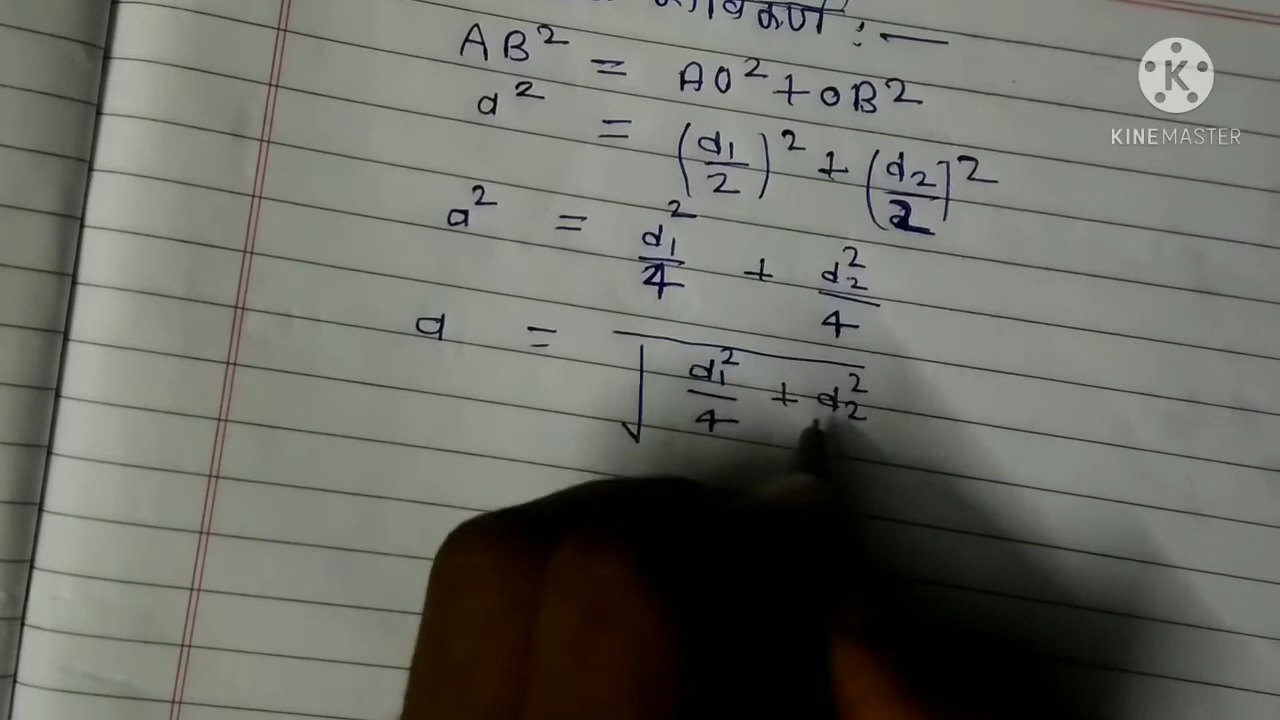 : —
AB² = AO² + OB²
a² = (d₁/2)² + (d₂/2)²
a² = d₁²/4 + d₂²/4
a = √(d₁²/4 + d₂²
KINEMASTER